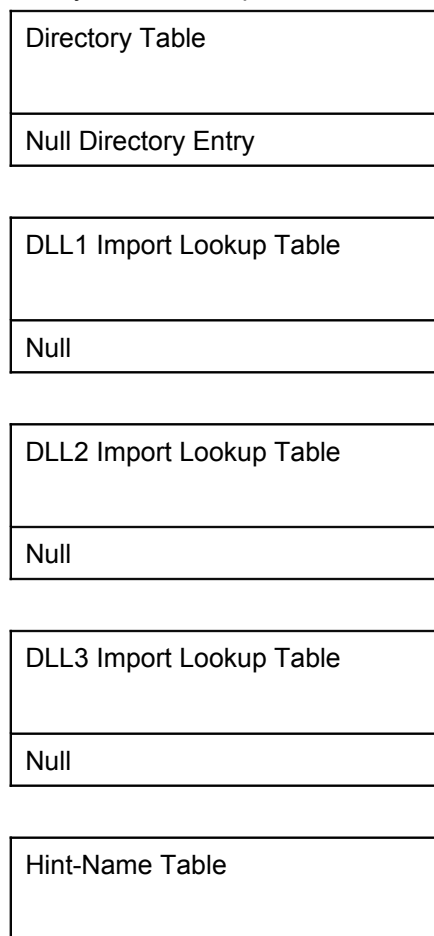 Directory Table
Null Directory Entry
DLL1 Import Lookup Table
Null
DLL2 Import Lookup Table
Null
DLL3 Import Lookup Table
Null
Hint-Name Table